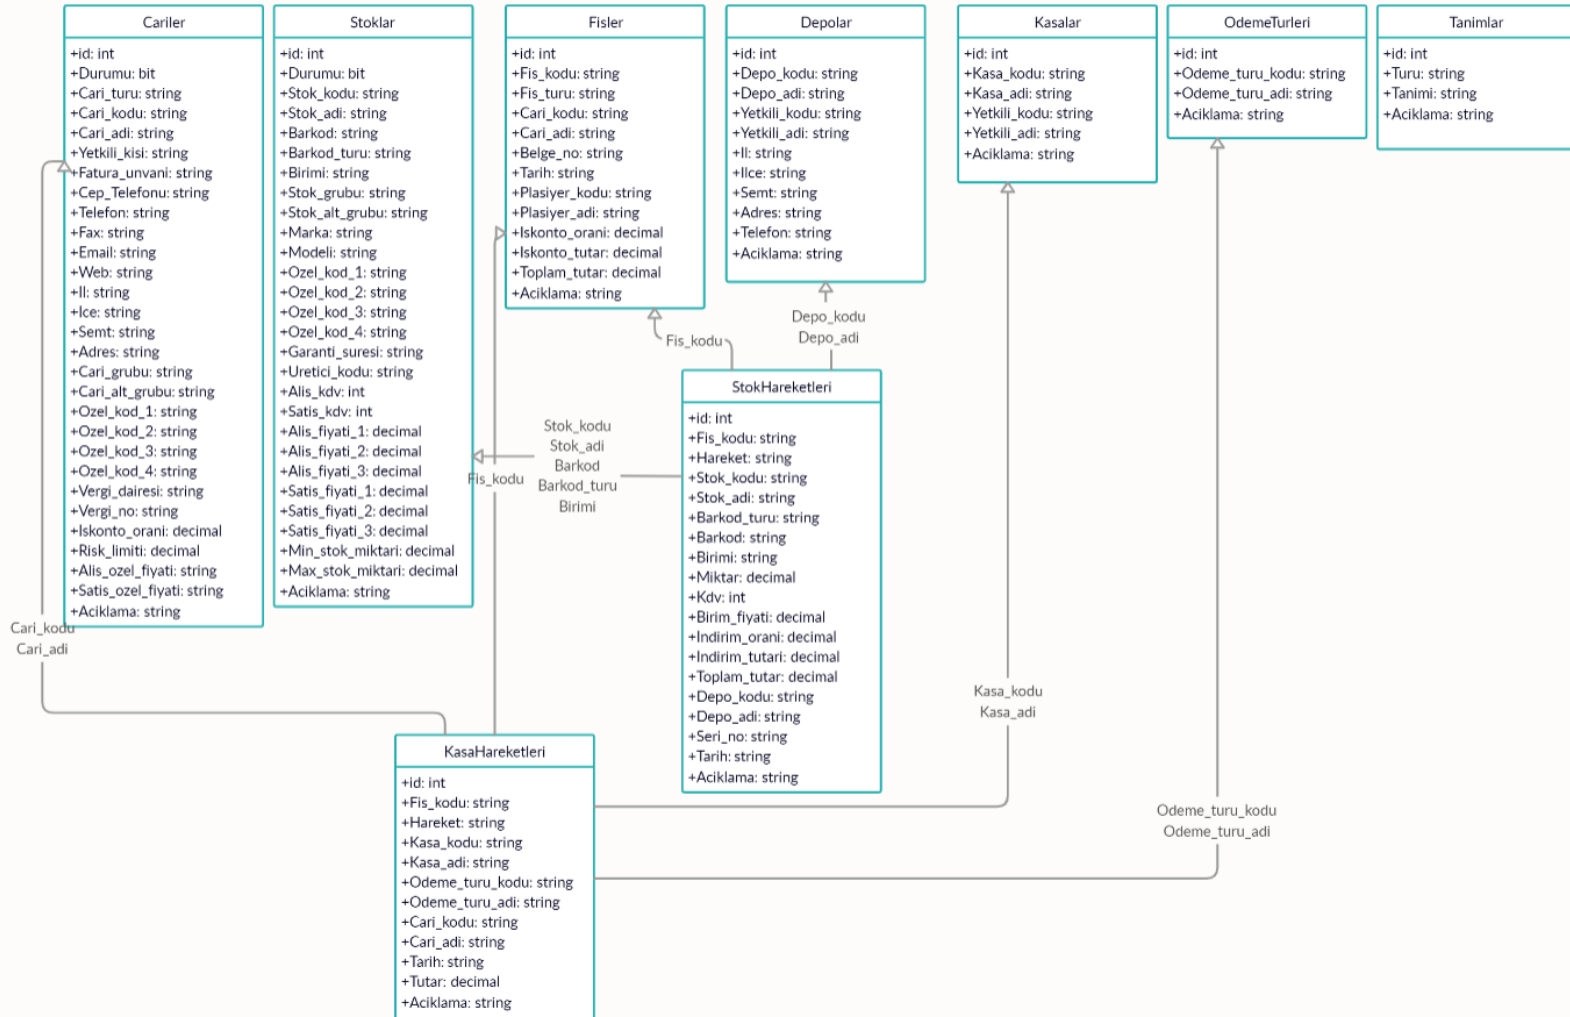 Cariler
+id: int
+Durumu: bit
+Cari_turu: string
+Cari_kodu: string
+Cari_adi: string
+Yetkili_kisi: string
+Fatura_unvani: string
+Cep_Telefonu: string
+Telefon: string
+Fax: string
+Email: string
+Web: string
+Il: string
+Ice: string
+Semt: string
+Adres: string
+Cari_grubu: string
+Cari_alt_grubu: string
+Ozel_kod_1: string
+Ozel_kod_2: string
+Ozel_kod_3: string
+Ozel_kod_4: string
+Vergi_dairesi: string
+Vergi_no: string
+Iskonto_orani: decimal
+Risk_limiti: decimal
+Alis_ozel_fiyati: string
+Satis_ozel_fiyati: string
+Aciklama: string
Stoklar
+id: int
+Durumu: bit
+Stok_kodu: string
+Stok_adi: string
+Barkod: string
+Barkod_turu: string
+Birimi: string
+Stok_grubu: string
+Stok_alt_grubu: string
+Marka: string
+Modeli: string
+Ozel_kod_1: string
+Ozel_kod_2: string
+Ozel_kod_3: string
+Ozel_kod_4: string
+Garanti_suresi: string
+Uretici_kodu: string
+Alis_kdv: int
+Satis_kdv: int
+Alis_fiyati_1: decimal
+Alis_fiyati_2: decimal
+Alis_fiyati_3: decimal
+Satis_fiyati_1: decimal
+Satis_fiyati_2: decimal
+Satis_fiyati_3: decimal
+Min_stok_miktari: decimal
+Max_stok_miktari: decimal
+Aciklama: string
Fisler
+id: int
+Fis_kodu: string
+Fis_turu: string
+Cari_kodu: string
+Cari_adi: string
+Belge_no: string
+Tarih: string
+Plasiyer_kodu: string
+Plasiyer_adi: string
+Iskonto_orani: decimal
+Iskonto_tutar: decimal
+Toplam_tutar: decimal
+Aciklama: string
Depolar
+id: int
+Depo_kodu: string
+Depo_adi: string
+Yetkili_kodu: string
+Yetkili_adi: string
+Il: string
+Ilce: string
+Semt: string
+Adres: string
+Telefon: string
+Aciklama: string
Kasalar
+id: int
+Kasa_kodu: string
+Kasa_adi: string
+Yetkili_kodu: string
+Yetkili_adi: string
+Aciklama: string
OdemeTurleri
+id: int
+Odeme_turu_kodu: string
+Odeme_turu_adi: string
+Aciklama: string
Tanimlar
+id: int
+Turu: string
+Tanimi: string
+Aciklama: string
Fis_kodu
Depo_kodu
Depo_adi
Stok_kodu
Stok_adi
Barkod
Barkod_turu
Birimi
Fis_kodu
StokHareketleri
+id: int
+Fis_kodu: string
+Hareket: string
+Stok_kodu: string
+Stok_adi: string
+Barkod_turu: string
+Barkod: string
+Birimi: string
+Miktar: decimal
+Kdv: int
+Birim_fiyati: decimal
+Indirim_orani: decimal
+Indirim_tutari: decimal
+Toplam_tutar: decimal
+Depo_kodu: string
+Depo_adi: string
+Seri_no: string
+Tarih: string
+Aciklama: string
Cari_kodu
Cari_adi
Kasa_kodu
Kasa_adi
Odeme_turu_kodu
Odeme_turu_adi
KasaHareketleri
+id: int
+Fis_kodu: string
+Hareket: string
+Kasa_kodu: string
+Kasa_adi: string
+Odeme_turu_kodu: string
+Odeme_turu_adi: string
+Cari_kodu: string
+Cari_adi: string
+Tarih: string
+Tutar: decimal
+Aciklama: string